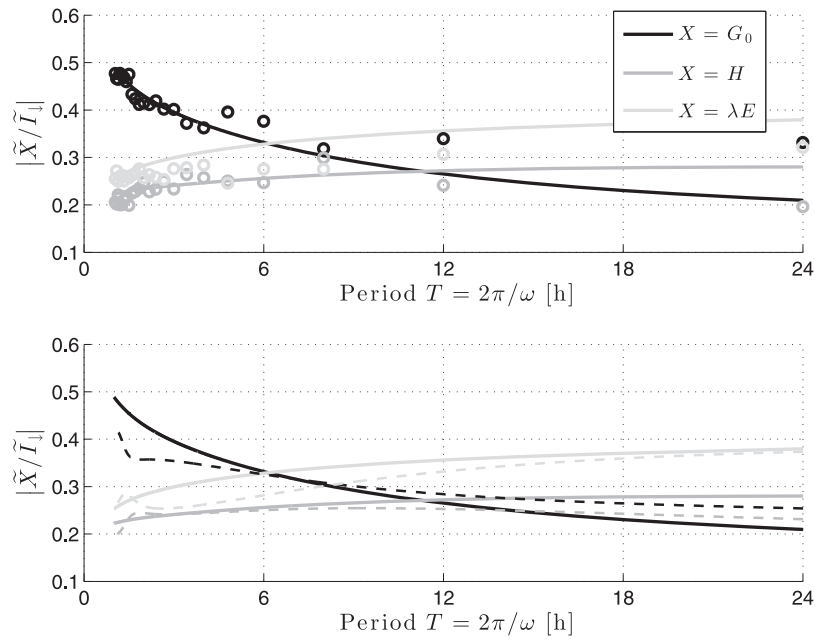 0.6
0.5
0.4
0.3
0.2
0.1
|X̃/Ĩ↓|
X = G₀
X = H
X = λE
0 6 12 18 24
Period T = 2π/ω [h]
0.6
0.5
0.4
0.3
0.2
0.1
|X̃/Ĩ↓|
0 6 12 18 24
Period T = 2π/ω [h]